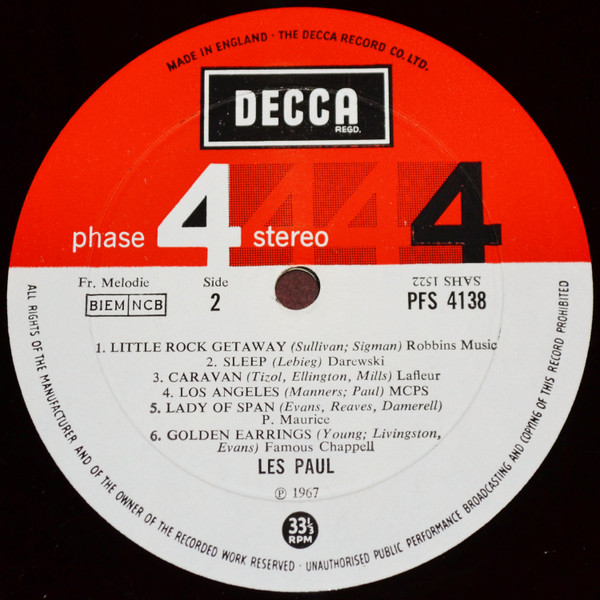 MADE IN ENGLAND · THE DECCA RECORD CO. LTD.
DECCA
REGD.
phase 4 stereo 4 4 4
Fr. Melodie
BIEM NCB
Side
2
SAHS 1522
PFS 4138
1. LITTLE ROCK GETAWAY (Sullivan; Sigman) Robbins Music
2. SLEEP (Lebieg) Darewski
3. CARAVAN (Tizol, Ellington, Mills) Lafleur
4. LOS ANGELES (Manners; Paul) MCPS
5. LADY OF SPAN (Evans, Reaves, Damerell)
P. Maurice
6. GOLDEN EARRINGS (Young; Livingston,
Evans) Famous Chappell
LES PAUL
℗ 1967
33⅓
RPM
ALL RIGHTS OF THE MANUFACTURER AND OF THE OWNER OF THE RECORDED WORK RESERVED · UNAUTHORISED PUBLIC PERFORMANCE BROADCASTING AND COPYING OF THIS RECORD PROHIBITED